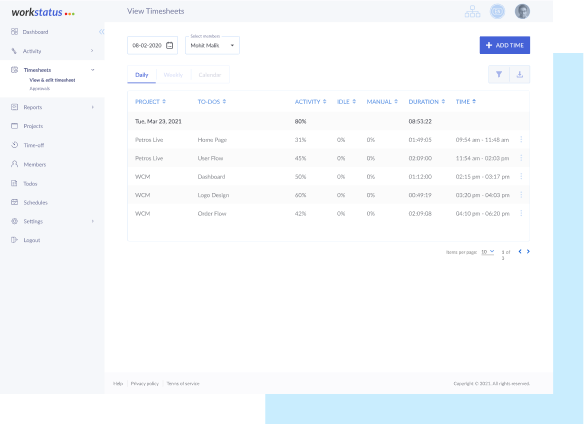 workstatus
View Timesheets
Dashboard
Activity
Timesheets
View & edit timesheet
Approvals
Reports
Projects
Time-off
Members
Todos
Schedules
Settings
Logout
08-02-2020
Select members
Mohit Malik
+ ADD TIME
Daily Weekly Calendar
PROJECT TO-DOS ACTIVITY IDLE MANUAL DURATION TIME
Tue, Mar 23, 2021 80% 08:53:22
Petros Live Home Page 31% 0% 0% 01:49:05 09:54 am - 11:48 am
Petros Live User Flow 45% 0% 0% 02:09:00 11:54 am - 02:03 pm
WCM Dashboard 50% 0% 0% 01:12:00 02:15 pm - 03:17 pm
WCM Logo Design 60% 0% 0% 00:49:19 03:20 pm - 04:03 pm
WCM Order Flow 42% 0% 0% 02:09:08 04:10 pm - 06:20 pm
Items per page: 10 1 of
1
Help Privacy policy Terms of service
Copyright © 2021. All rights reserved.